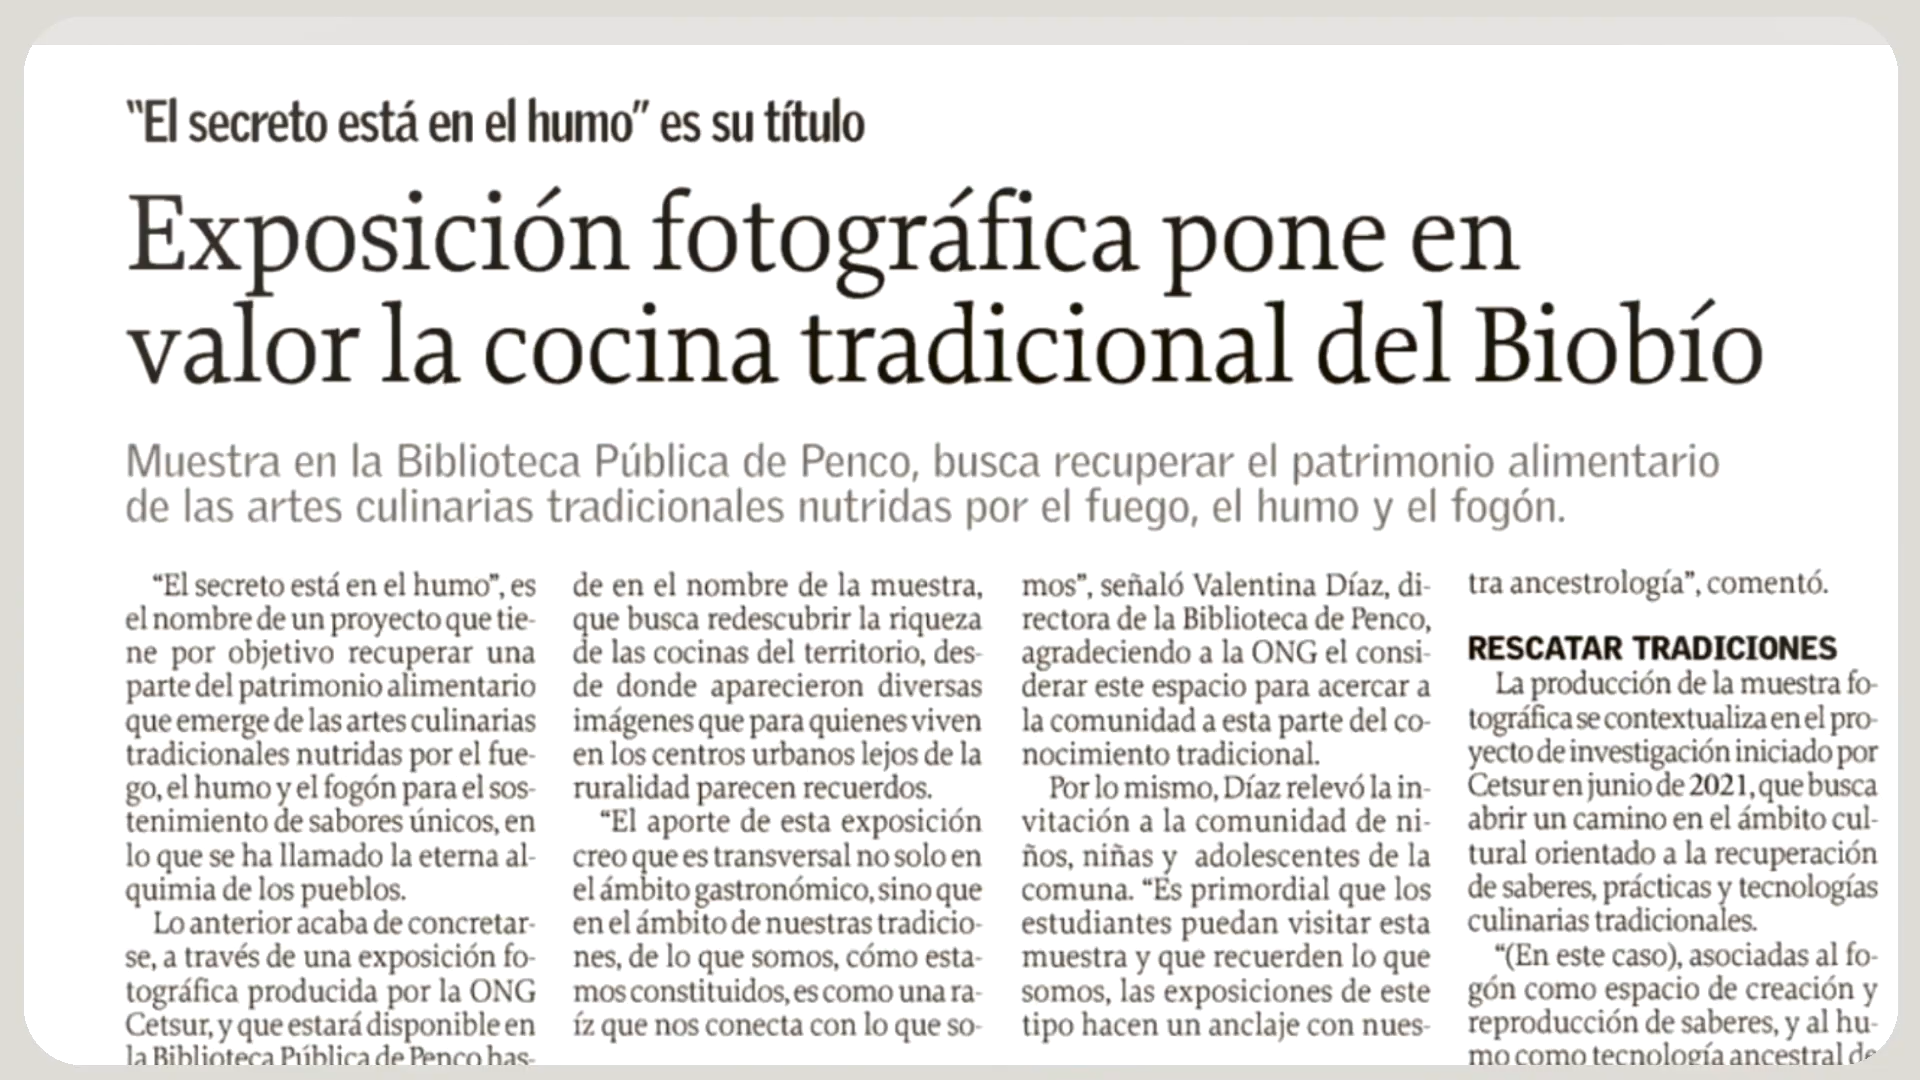 “El secreto está en el humo” es su título
Exposición fotográfica pone en
valor la cocina tradicional del Biobío
Muestra en la Biblioteca Pública de Penco, busca recuperar el patrimonio alimentario
de las artes culinarias tradicionales nutridas por el fuego, el humo y el fogón.
“El secreto está en el humo”, es
el nombre de un proyecto que tie-
ne por objetivo recuperar una
parte del patrimonio alimentario
que emerge de las artes culinarias
tradicionales nutridas por el fue-
go, el humo y el fogón para el sos-
tenimiento de sabores únicos, en
lo que se ha llamado la eterna al-
quimia de los pueblos.
Lo anterior acaba de concretar-
se, a través de una exposición fo-
tográfica producida por la ONG
Cetsur, y que estará disponible en
la Biblioteca Pública de Penco has-
de en el nombre de la muestra,
que busca redescubrir la riqueza
de las cocinas del territorio, des-
de donde aparecieron diversas
imágenes que para quienes viven
en los centros urbanos lejos de la
ruralidad parecen recuerdos.
“El aporte de esta exposición
creo que es transversal no solo en
el ámbito gastronómico, sino que
en el ámbito de nuestras tradicio-
nes, de lo que somos, cómo esta-
mos constituidos, es como una ra-
íz que nos conecta con lo que so-
mos”, señaló Valentina Díaz, di-
rectora de la Biblioteca de Penco,
agradeciendo a la ONG el consi-
derar este espacio para acercar a
la comunidad a esta parte del co-
nocimiento tradicional.
Por lo mismo, Díaz relevó la in-
vitación a la comunidad de ni-
ños, niñas y adolescentes de la
comuna. “Es primordial que los
estudiantes puedan visitar esta
muestra y que recuerden lo que
somos, las exposiciones de este
tipo hacen un anclaje con nues-
tra ancestrología”, comentó.
RESCATAR TRADICIONES
La producción de la muestra fo-
tográfica se contextualiza en el pro-
yecto de investigación iniciado por
Cetsur en junio de 2021, que busca
abrir un camino en el ámbito cul-
tural orientado a la recuperación
de saberes, prácticas y tecnologías
culinarias tradicionales.
“(En este caso), asociadas al fo-
gón como espacio de creación y
reproducción de saberes, y al hu-
mo como tecnología ancestral de